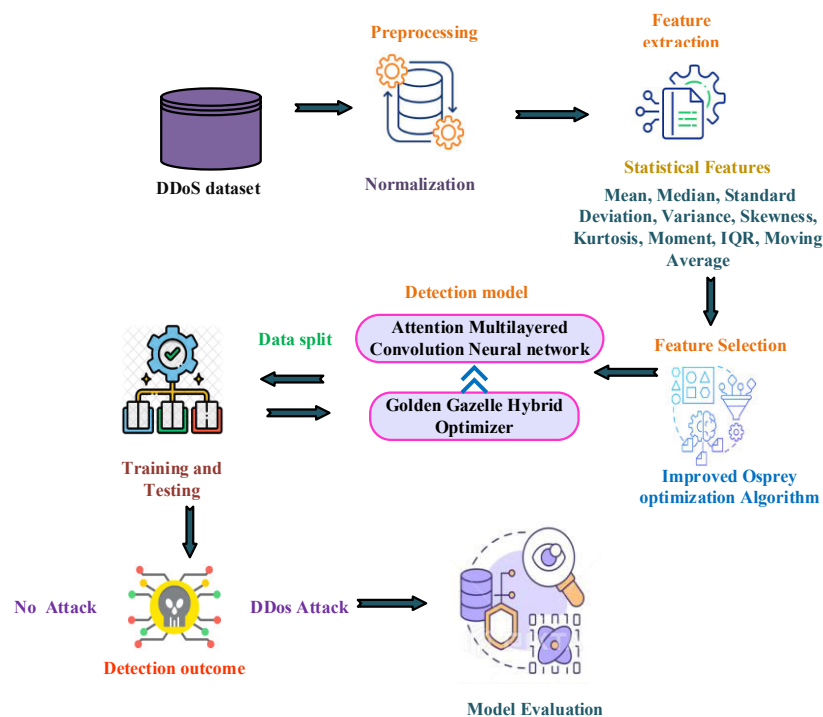 Preprocessing
Feature
extraction
DDoS dataset
Normalization
Statistical Features
Mean, Median, Standard
Deviation, Variance, Skewness,
Kurtosis, Moment, IQR, Moving
Average
Detection model
Attention Multilayered
Convolution Neural network
Data split
Feature Selection
Golden Gazelle Hybrid
Optimizer
Training and
Testing
Improved Osprey
optimization Algorithm
No Attack
DDos Attack
Detection outcome
Model Evaluation